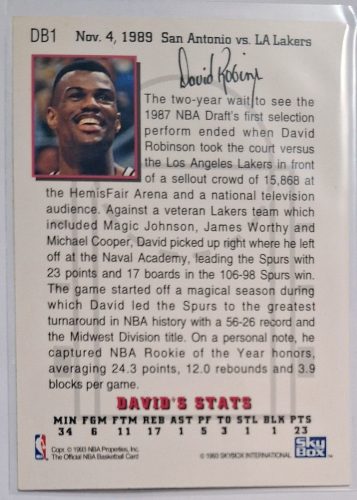 DB1 Nov. 4, 1989 San Antonio vs. LA Lakers
David Robinson
The two-year wait to see the
1987 NBA Draft's first selection
perform ended when David
Robinson took the court versus
the Los Angeles Lakers in front
of a sellout crowd of 15,868 at
the HemisFair Arena and a national television
audience. Against a veteran Lakers team which
included Magic Johnson, James Worthy and
Michael Cooper, David picked up right where he left
off at the Naval Academy, leading the Spurs with
23 points and 17 boards in the 106-98 Spurs win.
The game started off a magical season during
which David led the Spurs to the greatest
turnaround in NBA history with a 56-26 record and
the Midwest Division title. On a personal note, he
captured NBA Rookie of the Year honors,
averaging 24.3 points, 12.0 rebounds and 3.9
blocks per game.
DAVID'S STATS
MIN FGM FTM REB AST PF TO STL BLK PTS
34 6 11 17 1 5 3 1 1 23
NBA
Copr. © 1993 NBA Properties, Inc.
The Official NBA Basketball Card
© 1993 SKYBOX INTERNATIONAL
SkyBox